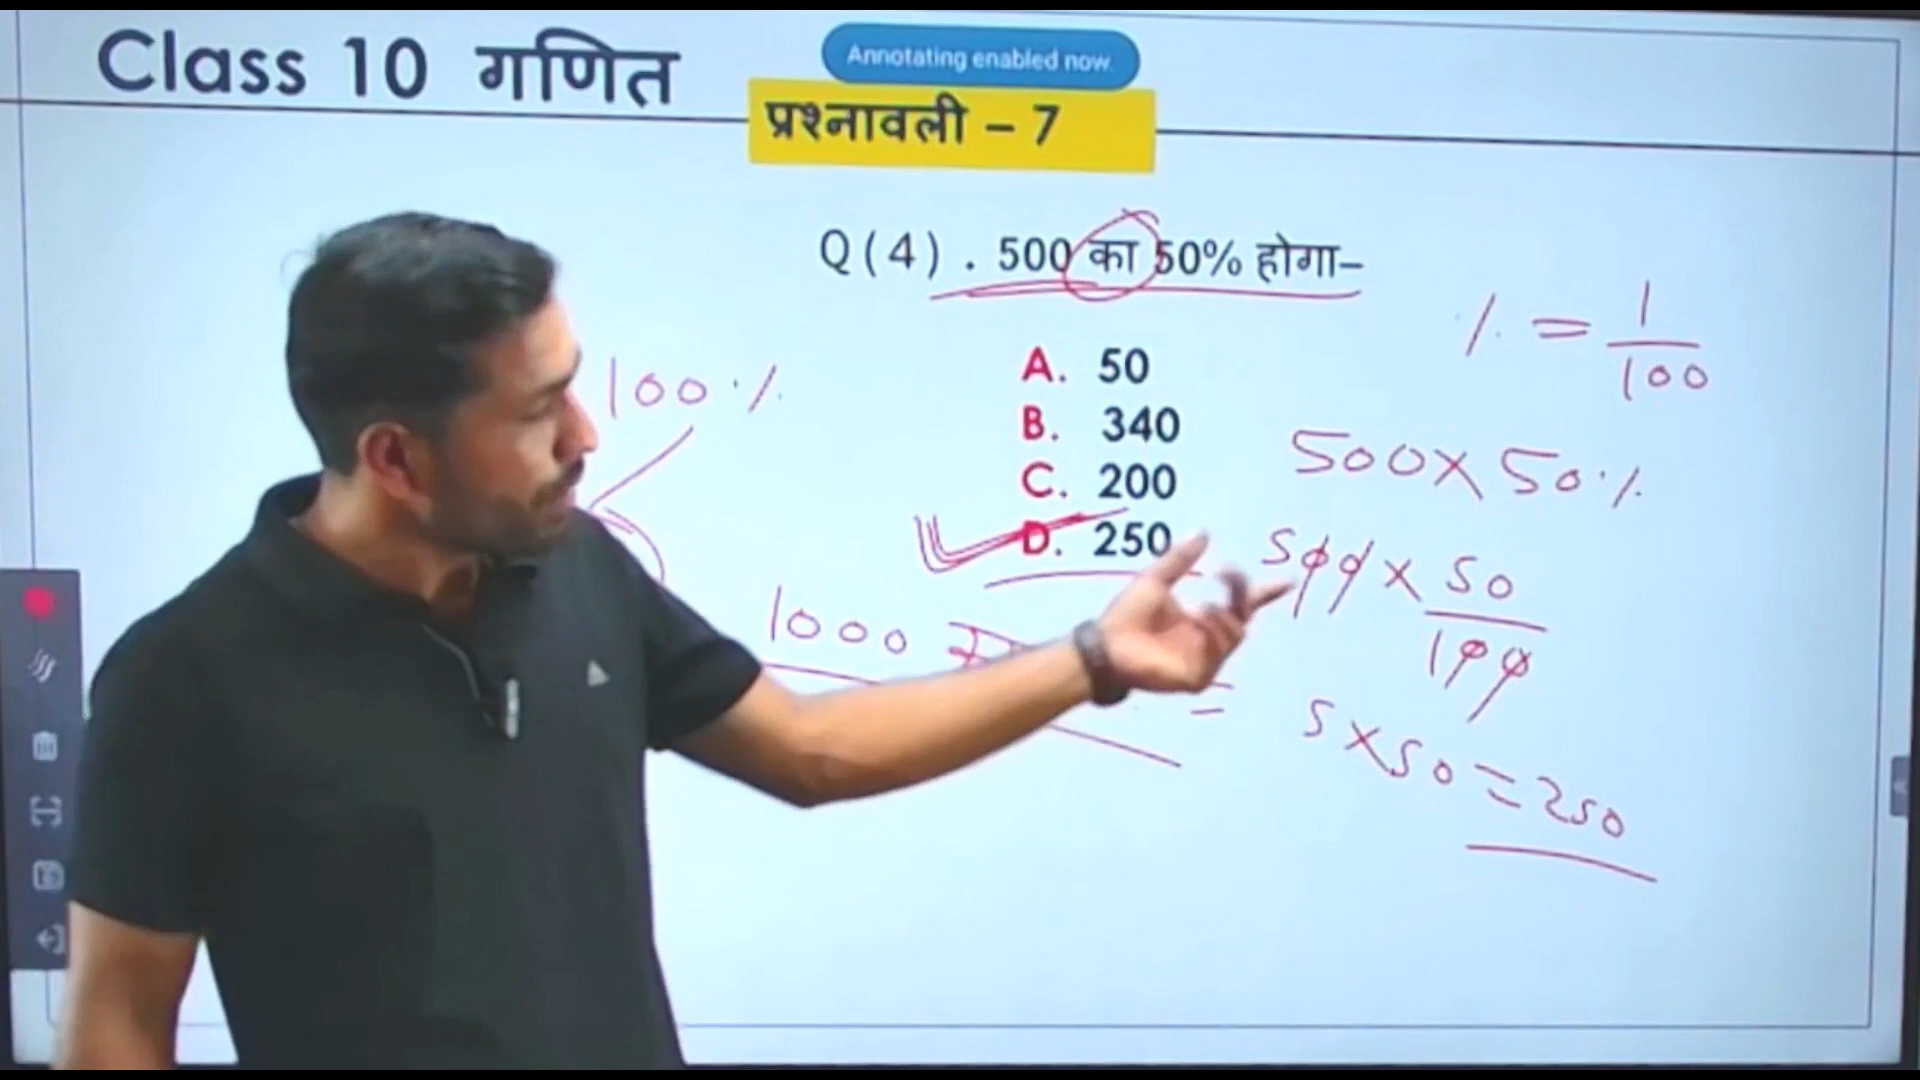 Class 10 गणित
Annotating enabled now.
प्रश्नावली – 7
Q(4). 500 का 50% होगा–
A. 50
B. 340
C. 200
D. 250
100%
1000
% = 1/100
500 × 50%
500 × 50/100
5 × 50 = 250